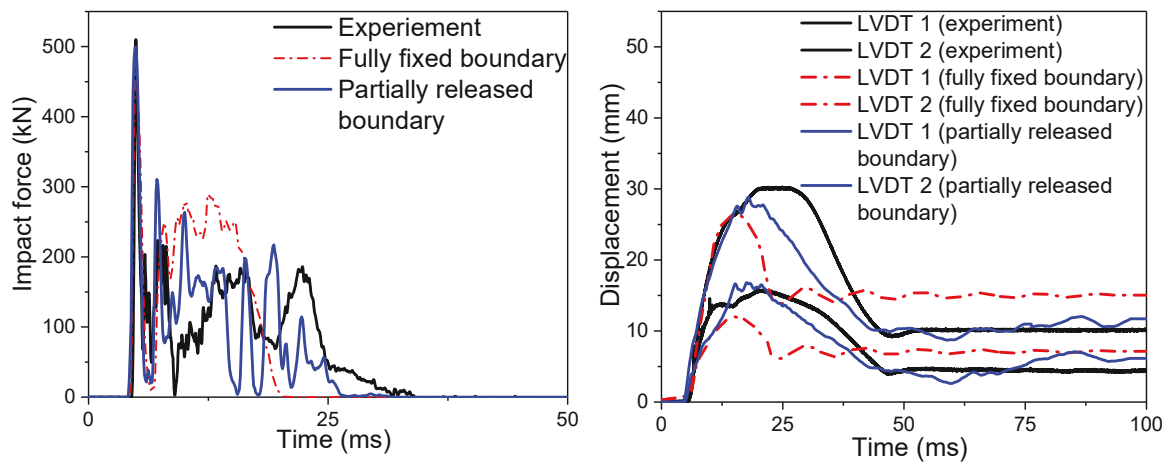 Experiement
Fully fixed boundary
Partially released
boundary
Impact force (kN)
500
400
300
200
100
0
0
25
50
Time (ms)
LVDT 1 (experiment)
LVDT 2 (experiment)
LVDT 1 (fully fixed boundary)
LVDT 2 (fully fixed boundary)
LVDT 1 (partially released
boundary)
LVDT 2 (partially released
boundary)
Displacement (mm)
50
40
30
20
10
0
0
25
50
75
100
Time (ms)